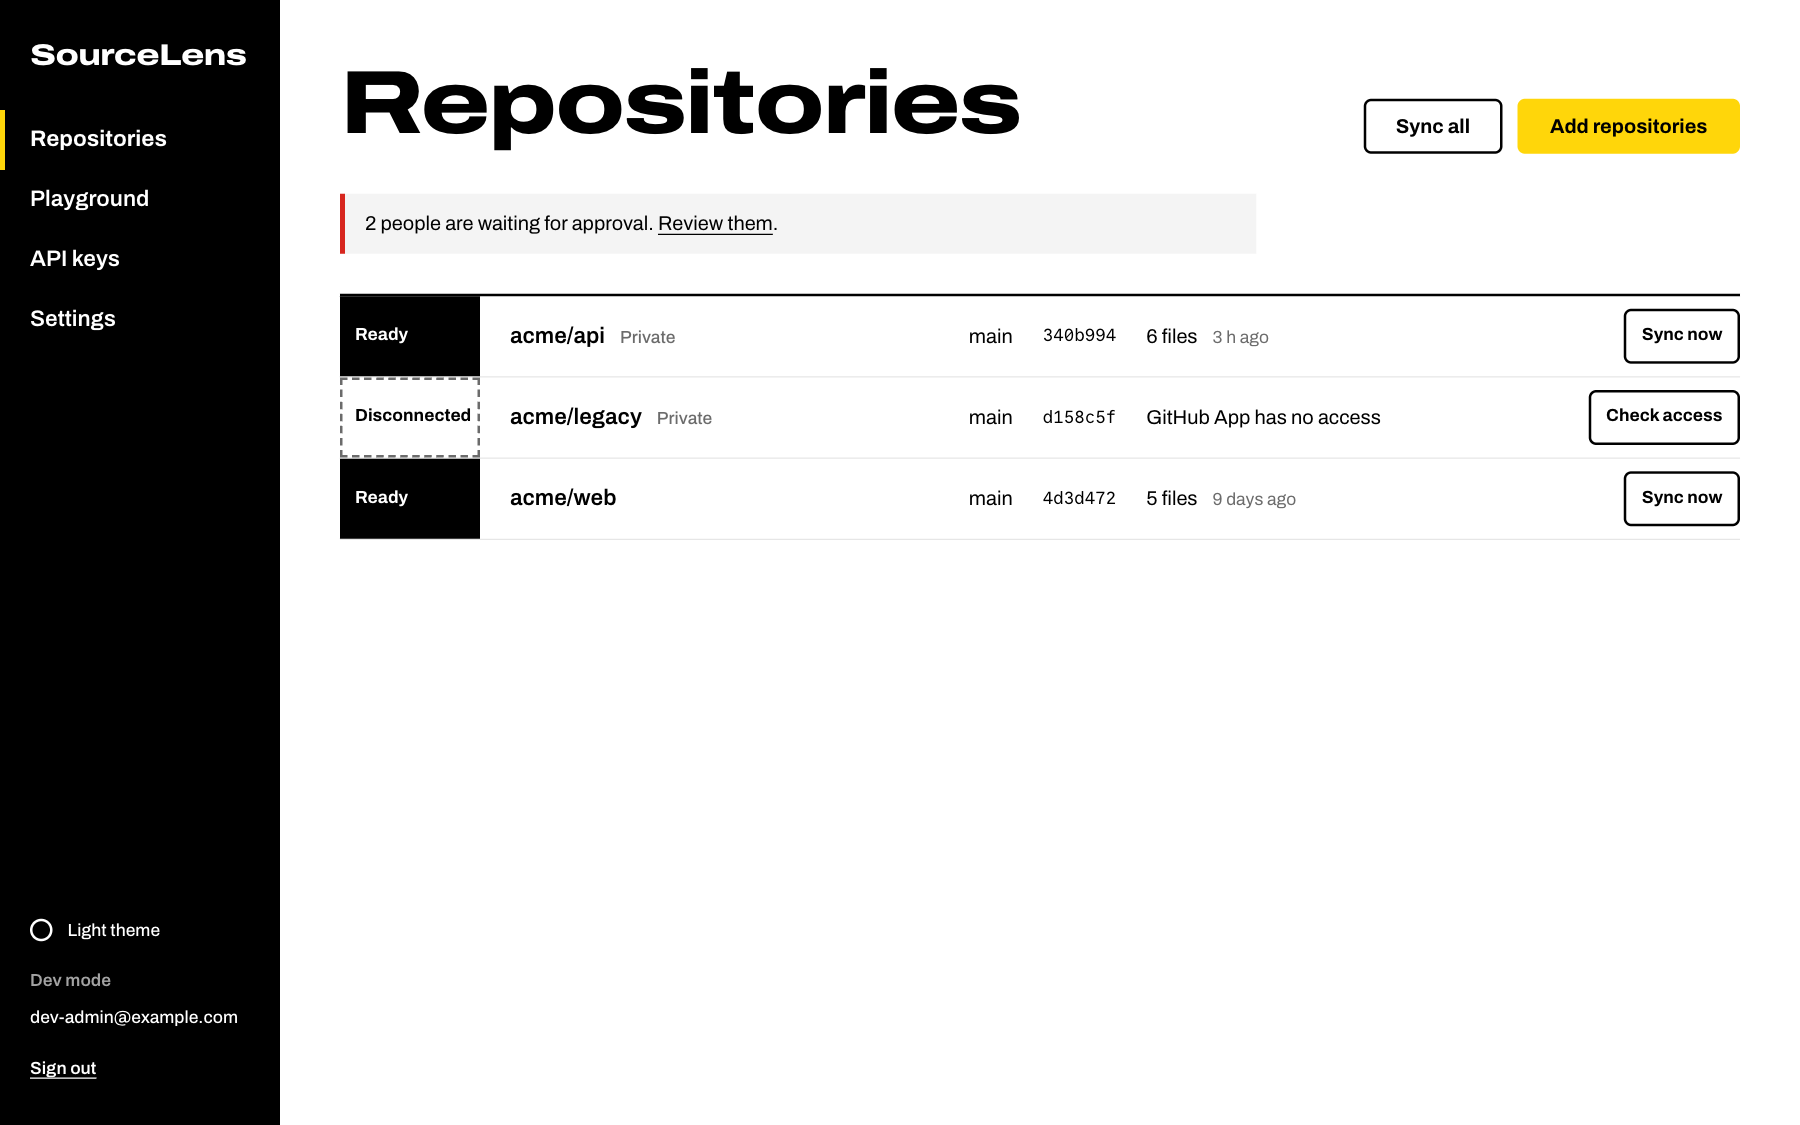 SourceLens
Repositories
Playground
API keys
Settings
Light theme
Dev mode
dev-admin@example.com
Sign out
Repositories
Sync all
Add repositories
2 people are waiting for approval. Review them.
Ready acme/api Private main 340b994 6 files 3 h ago Sync now
Disconnected acme/legacy Private main d158c5f GitHub App has no access Check access
Ready acme/web main 4d3d472 5 files 9 days ago Sync now